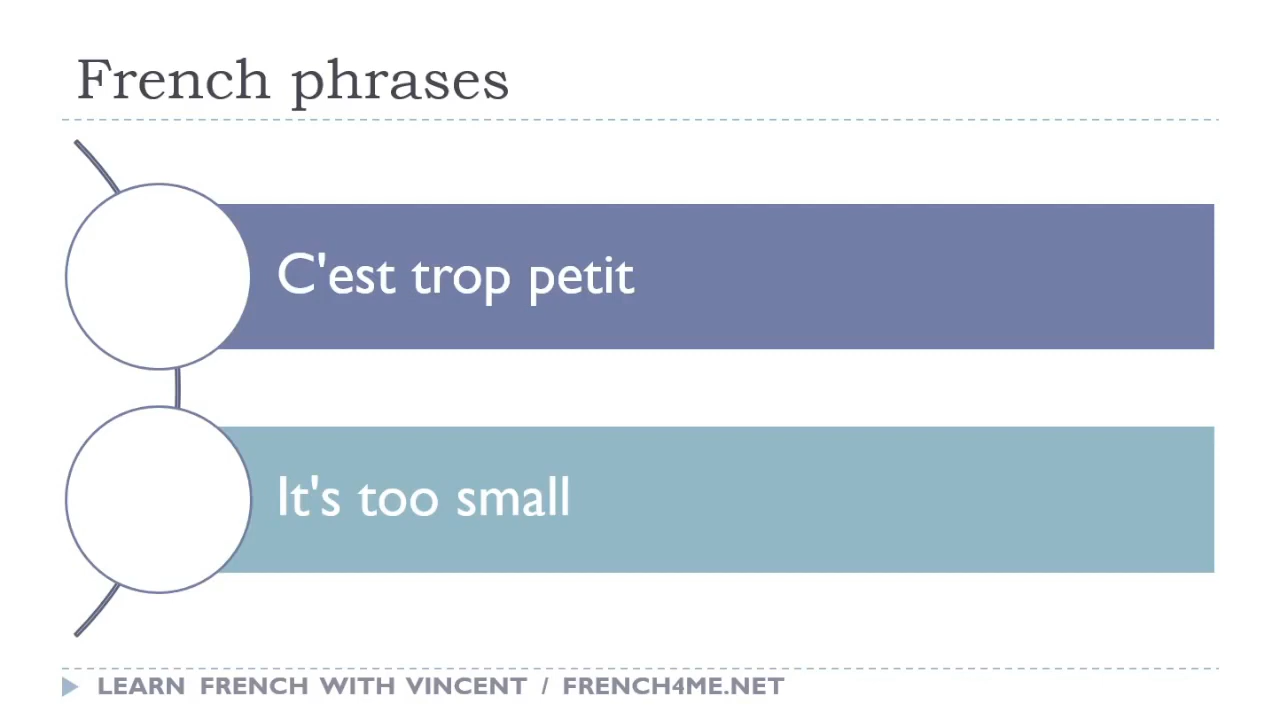 French phrases
C'est trop petit
It's too small
LEARN FRENCH WITH VINCENT / FRENCH4ME.NET